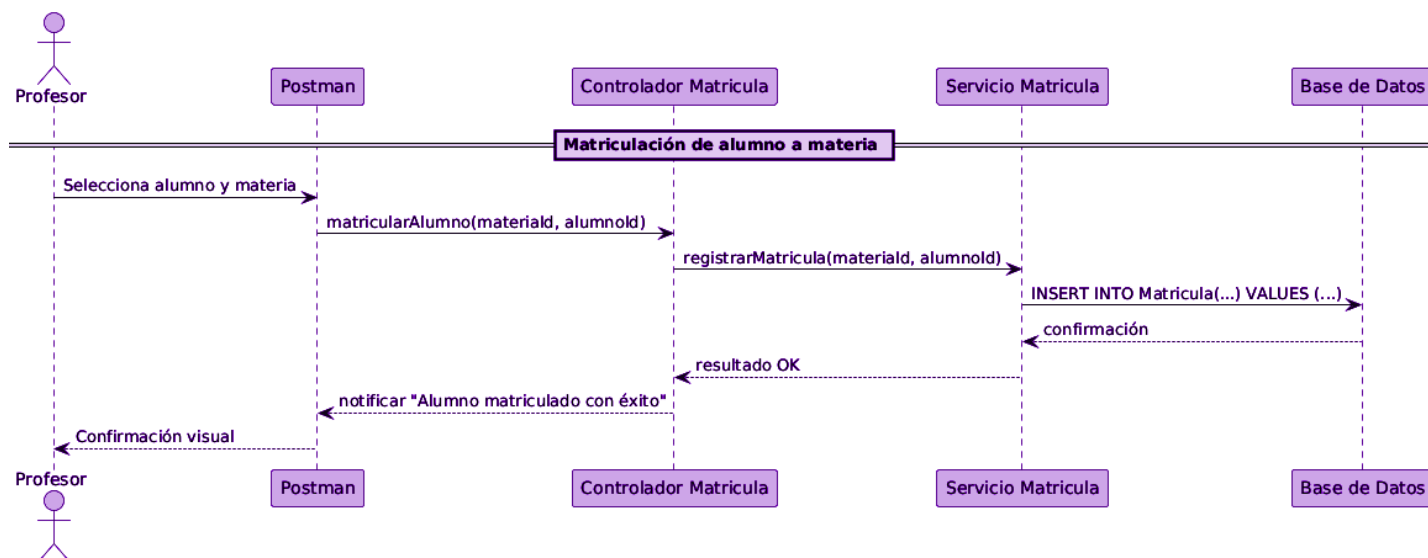 Profesor
Postman
Controlador Matricula
Servicio Matricula
Base de Datos
Matriculación de alumno a materia
Selecciona alumno y materia
matricularAlumno(materiaId, alumnoId)
registrarMatricula(materiaId, alumnoId)
INSERT INTO Matricula(...) VALUES (...)
confirmación
resultado OK
notificar "Alumno matriculado con éxito"
Confirmación visual
Profesor
Postman
Controlador Matricula
Servicio Matricula
Base de Datos